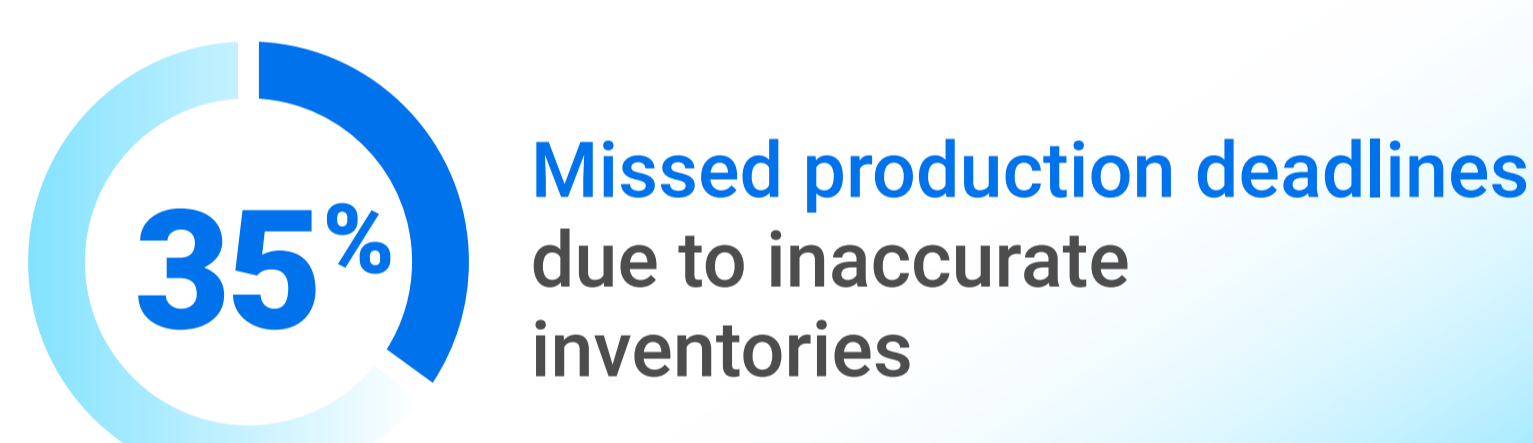 35%
Missed production deadlines
due to inaccurate
inventories